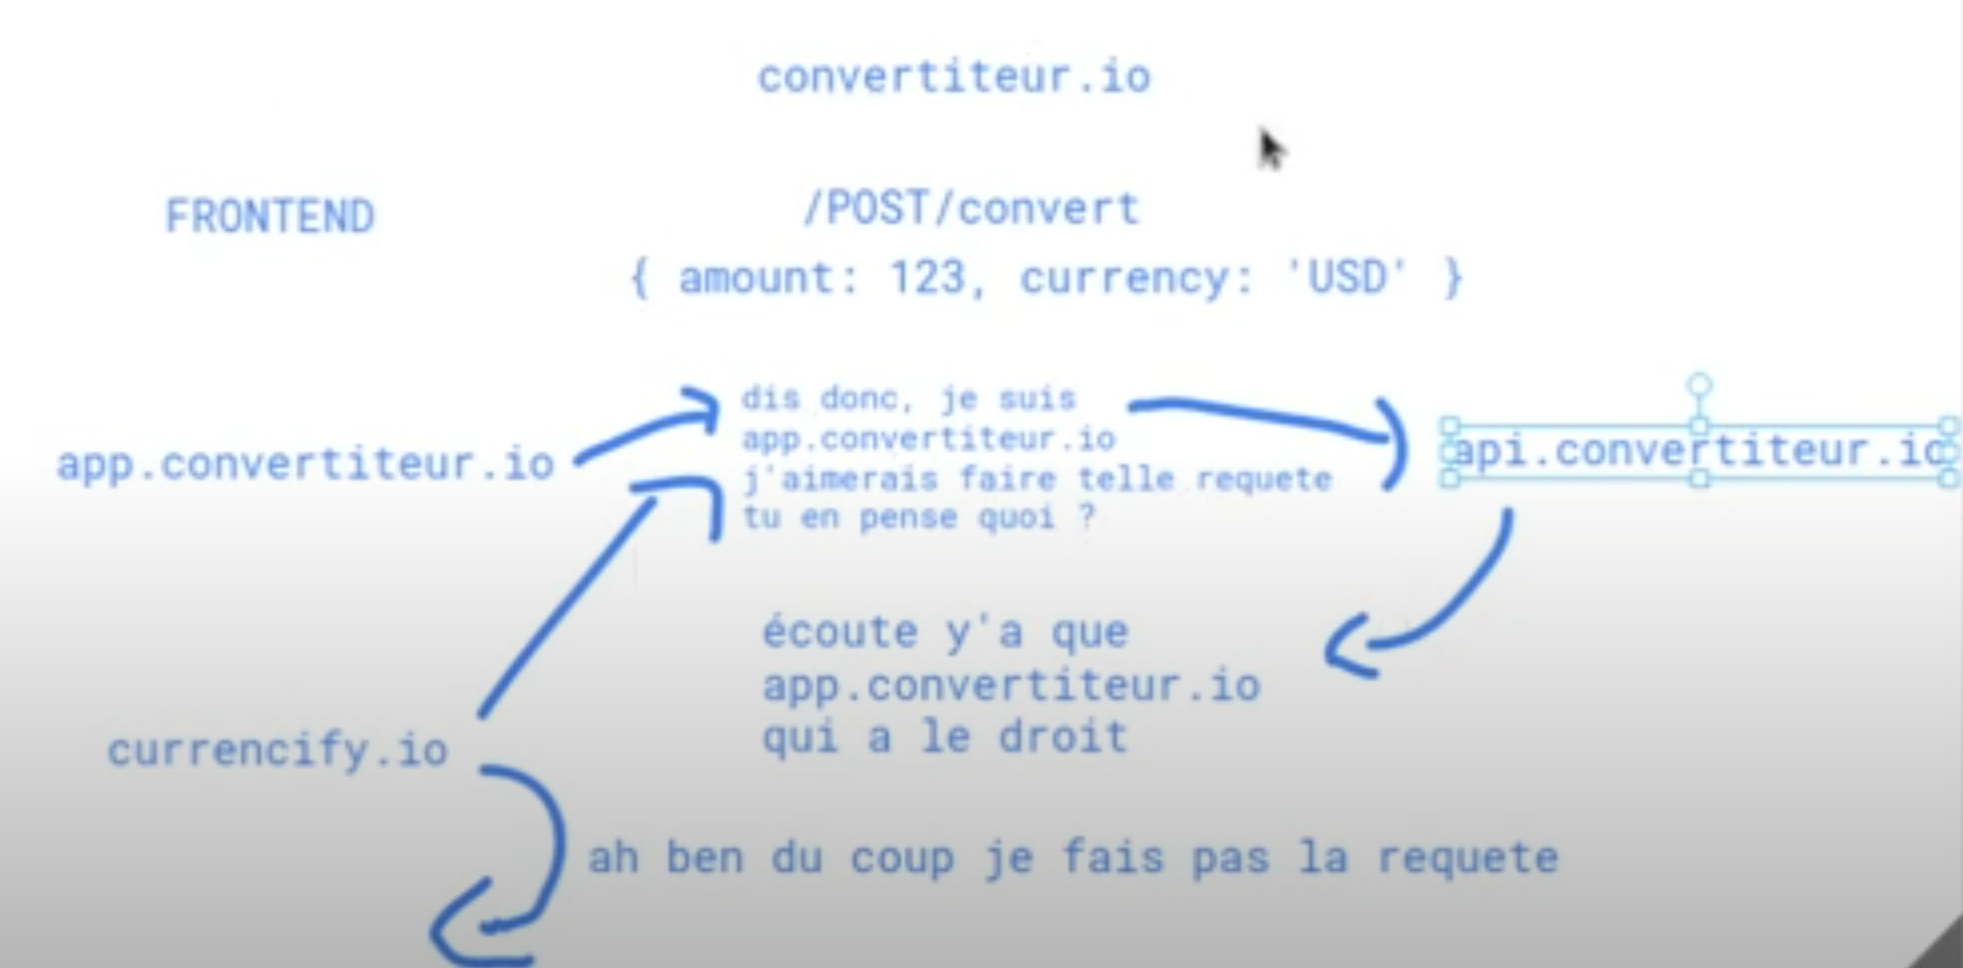 convertiteur.io
FRONTEND
/POST/convert
{ amount: 123, currency: 'USD' }
app.convertiteur.io
dis donc, je suis
app.convertiteur.io
j'aimerais faire telle requete
tu en pense quoi ?
api.convertiteur.io
écoute y'a que
app.convertiteur.io
qui a le droit
currencify.io
ah ben du coup je fais pas la requete